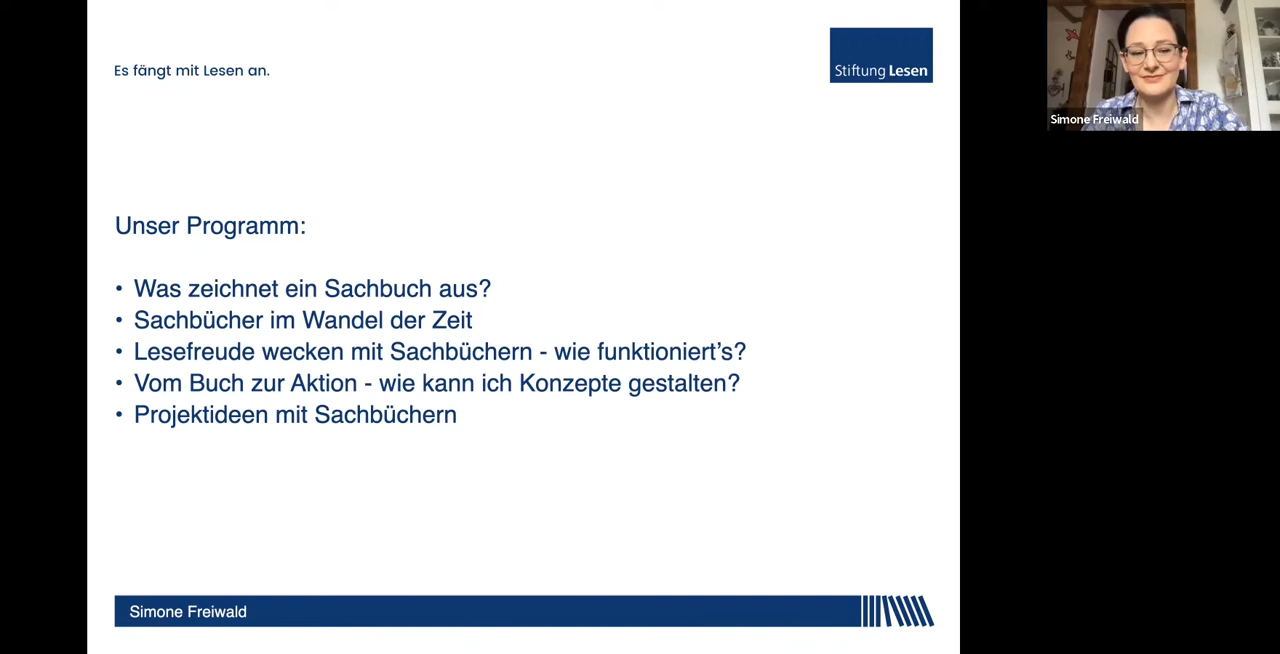 Es fängt mit Lesen an.
Stiftung Lesen
Simone Freiwald
Unser Programm:
• Was zeichnet ein Sachbuch aus?
• Sachbücher im Wandel der Zeit
• Lesefreude wecken mit Sachbüchern - wie funktioniert’s?
• Vom Buch zur Aktion - wie kann ich Konzepte gestalten?
• Projektideen mit Sachbüchern
Simone Freiwald